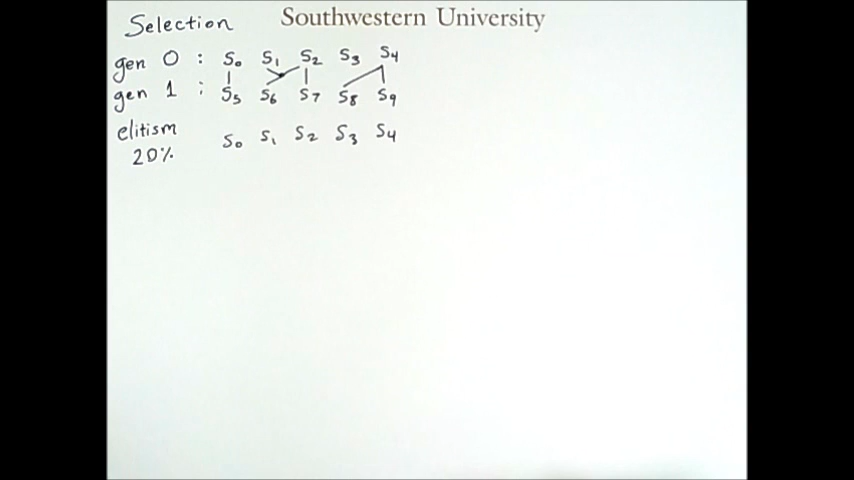 Selection Southwestern University
gen 0 : S₀ S₁ S₂ S₃ S₄
gen 1 : S₅ S₆ S₇ S₈ S₉
elitism S₀ S₁ S₂ S₃ S₄
20%